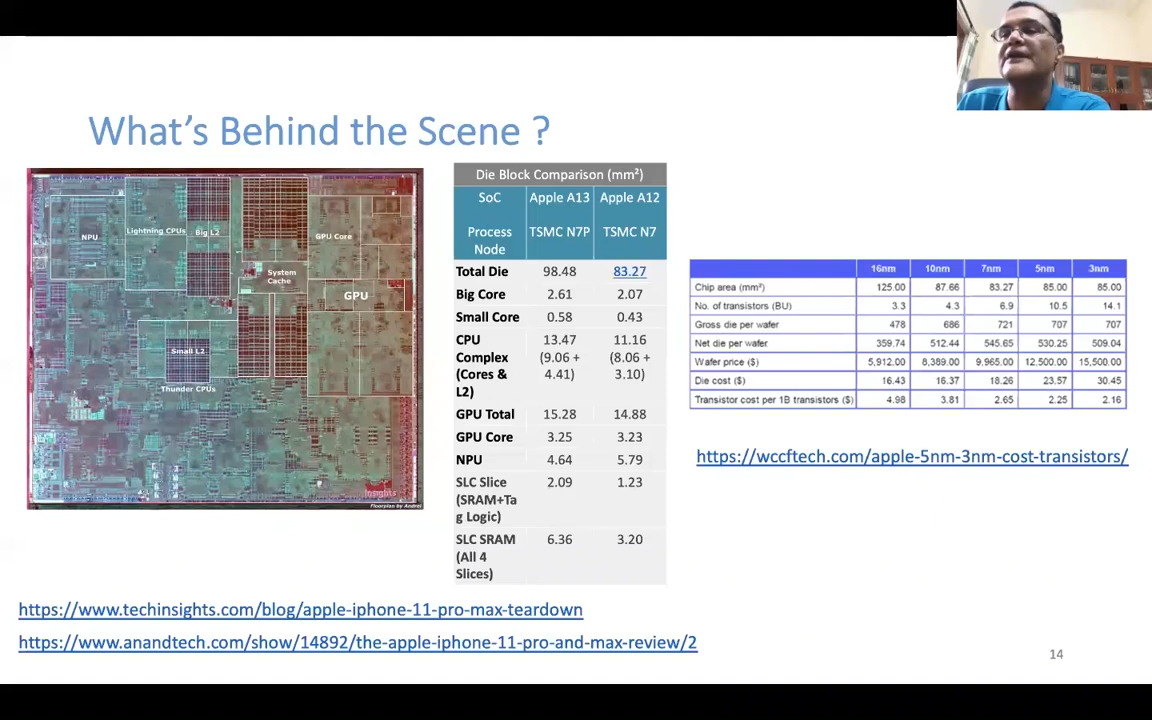 What's Behind the Scene ?
NPU
Lightning CPUs
Big L2
GPU Core
System
Cache
GPU
Small L2
Thunder CPUs
insights
Floorplan by Andrei
Die Block Comparison (mm²)
SoC Apple A13 Apple A12
Process
Node TSMC N7P TSMC N7
Total Die 98.48 83.27
Big Core 2.61 2.07
Small Core 0.58 0.43
CPU 13.47 11.16
Complex (9.06 + (8.06 +
(Cores & 4.41) 3.10)
L2)
GPU Total 15.28 14.88
GPU Core 3.25 3.23
NPU 4.64 5.79
SLC Slice 2.09 1.23
(SRAM+Ta
g Logic)
SLC SRAM 6.36 3.20
(All 4
Slices)
16nm 10nm 7nm 5nm 3nm
Chip area (mm²) 125.00 87.66 83.27 85.00 85.00
No. of transistors (BU) 3.3 4.3 6.9 10.5 14.1
Gross die per wafer 478 686 721 707 707
Net die per wafer 359.74 512.44 545.65 530.25 509.04
Wafer price ($) 5,912.00 8,389.00 9,965.00 12,500.00 15,500.00
Die cost ($) 16.43 16.37 18.26 23.57 30.45
Transistor cost per 1B transistors ($) 4.98 3.81 2.65 2.25 2.16
https://wccftech.com/apple-5nm-3nm-cost-transistors/
https://www.techinsights.com/blog/apple-iphone-11-pro-max-teardown
https://www.anandtech.com/show/14892/the-apple-iphone-11-pro-and-max-review/2
14